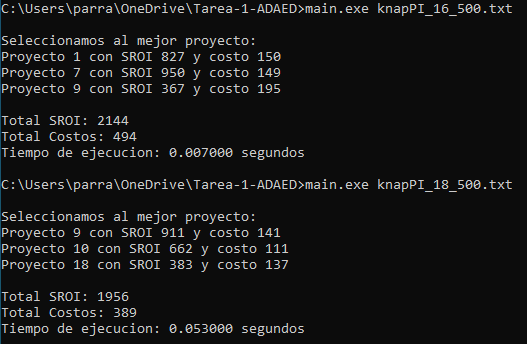 C:\Users\parra\OneDrive\Tarea-1-ADAED>main.exe knapPI_16_500.txt
Seleccionamos al mejor proyecto:
Proyecto 1 con SROI 827 y costo 150
Proyecto 7 con SROI 950 y costo 149
Proyecto 9 con SROI 367 y costo 195
Total SROI: 2144
Total Costos: 494
Tiempo de ejecucion: 0.007000 segundos
C:\Users\parra\OneDrive\Tarea-1-ADAED>main.exe knapPI_18_500.txt
Seleccionamos al mejor proyecto:
Proyecto 9 con SROI 911 y costo 141
Proyecto 10 con SROI 662 y costo 111
Proyecto 18 con SROI 383 y costo 137
Total SROI: 1956
Total Costos: 389
Tiempo de ejecucion: 0.053000 segundos